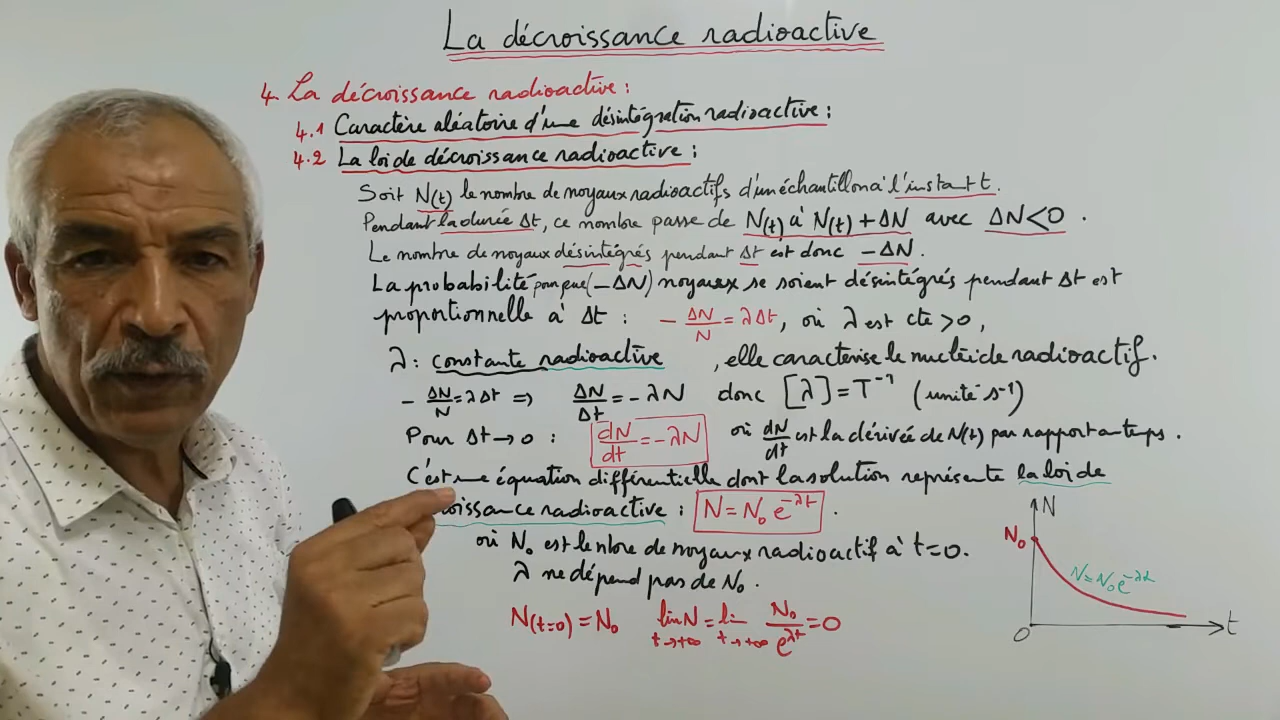 La décroissance radioactive
4. La décroissance radioactive :
4.1 Caractère aléatoire d'une désintégration radioactive :
4.2 La loi de décroissance radioactive :
Soit N(t) le nombre de noyaux radioactifs d'un échantillon à l'instant t.
Pendant la durée Δt, ce nombre passe de N(t) à N(t) + ΔN avec ΔN<0 .
Le nombre de noyaux désintégrés pendant Δt est donc -ΔN.
La probabilité pour que (-ΔN) noyaux se soient désintégrés pendant Δt est
proportionnelle à Δt : - ΔN/N = λΔt, où λ est cte >0,
λ : constante radioactive , elle caractérise le nucléide radioactif.
- ΔN/N = λΔt ⇒ ΔN/Δt = -λN donc [λ] = T⁻¹ (unité s⁻¹)
Pour Δt → 0 : dN/dt = -λN où dN/dt est la dérivée de N(t) par rapport au temps.
C'est une équation différentielle dont la solution représente la loi de
oissance radioactive : N = N₀ e^-λt .
où N₀ est le nbre de noyaux radioactif à t=0.
λ ne dépend pas de N₀ .
N(t=0) = N₀ lim N = lim N₀/e^λt = 0
t→+∞ t→+∞
N
N₀
N=N₀e^-λt
O
t